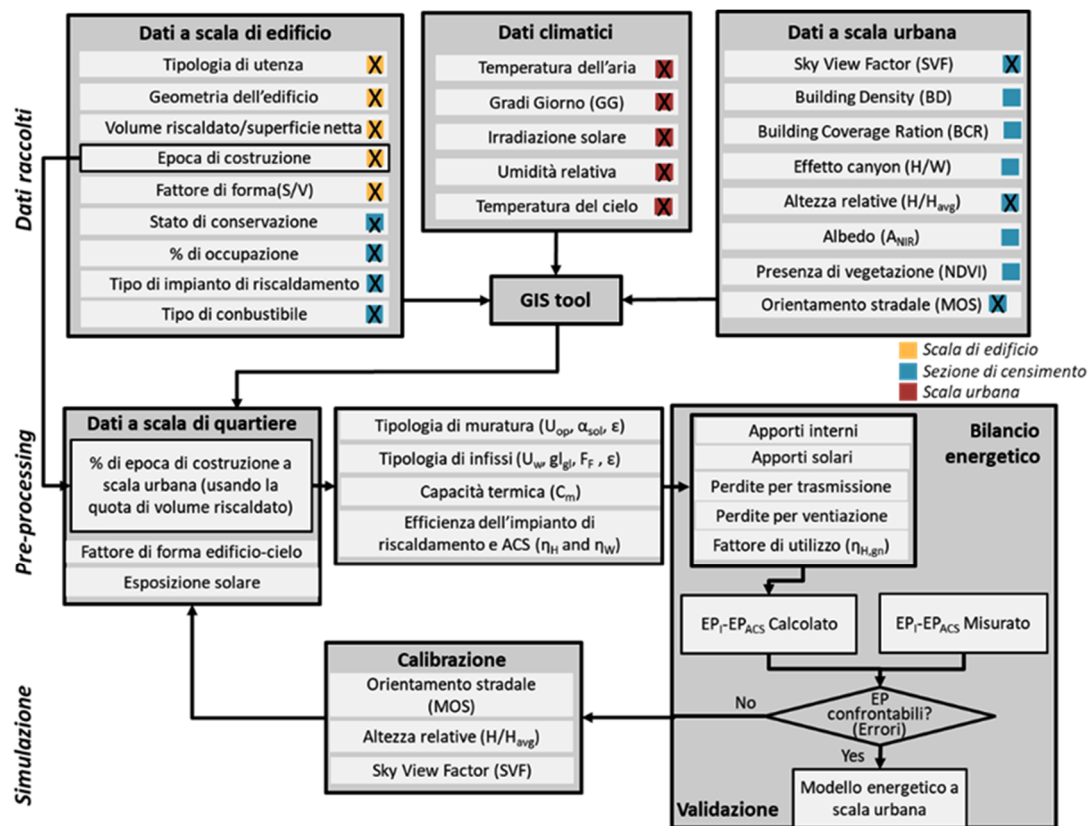 Dati raccolti
Dati a scala di edificio
Tipologia di utenza X
Geometria dell'edificio X
Volume riscaldato/superficie netta X
Epoca di costruzione X
Fattore di forma(S/V) X
Stato di conservazione X
% di occupazione X
Tipo di impianto di riscaldamento X
Tipo di conbustibile X
Dati climatici
Temperatura dell'aria X
Gradi Giorno (GG) X
Irradiazione solare X
Umidità relativa X
Temperatura del cielo X
Dati a scala urbana
Sky View Factor (SVF) X
Building Density (BD)
Building Coverage Ration (BCR)
Effetto canyon (H/W)
Altezza relative (H/Havg) X
Albedo (ANIR)
Presenza di vegetazione (NDVI)
Orientamento stradale (MOS) X
GIS tool
Scala di edificio
Sezione di censimento
Scala urbana
Pre-processing
Dati a scala di quartiere
% di epoca di costruzione a
scala urbana (usando la
quota di volume riscaldato)
Fattore di forma edificio-cielo
Esposizione solare
Tipologia di muratura (Uop, αsol, ε)
Tipologia di infissi (Uw, glgl, FF , ε)
Capacità termica (Cm)
Efficienza dell'impianto di
riscaldamento e ACS (ηH and ηW)
Bilancio
energetico
Apporti interni
Apporti solari
Perdite per trasmissione
Perdite per ventiazione
Fattore di utilizo (ηH,gn)
EPI-EPACS Calcolato
EPI-EPACS Misurato
Simulazione
Calibrazione
Orientamento stradale
(MOS)
Altezza relative (H/Havg)
Sky View Factor (SVF)
No
EP
confrontabili?
(Errori)
Yes
Modello energetico a
scala urbana
Validazione